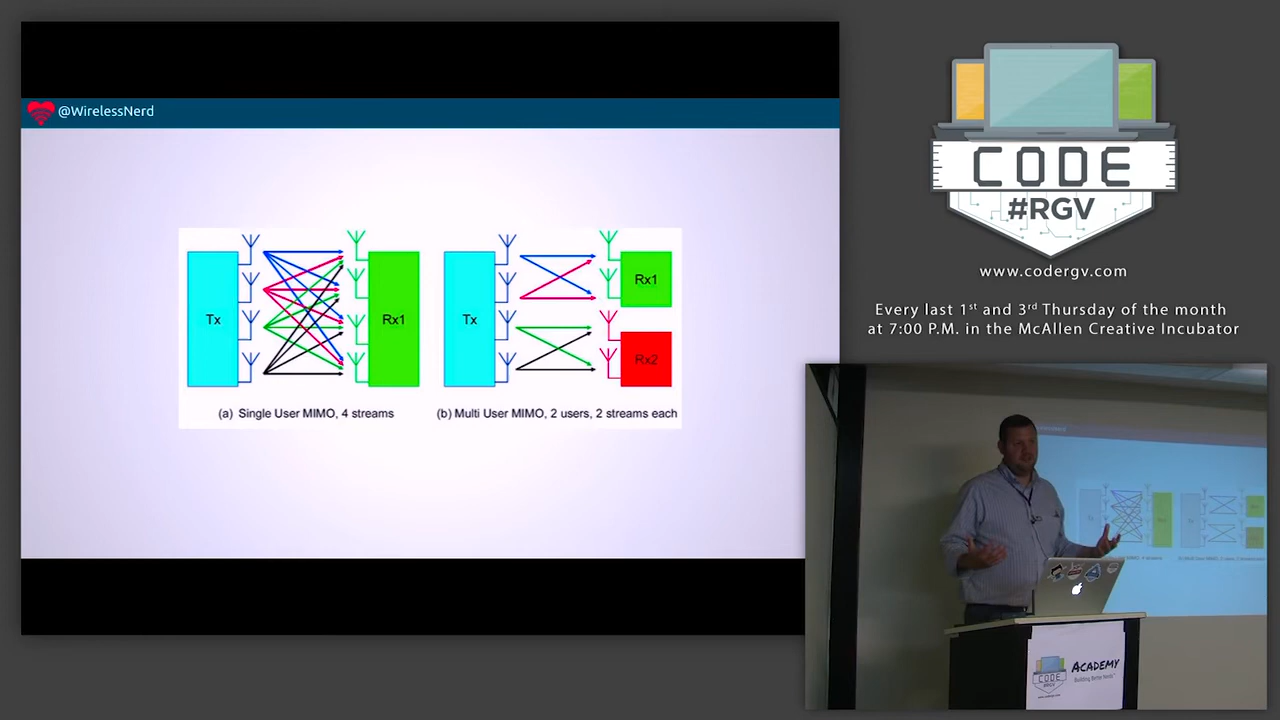 @WirelessNerd
Tx
Rx1
(a) Single User MIMO, 4 streams
Tx
Rx1
Rx2
(b) Multi User MIMO, 2 users, 2 streams each
CODE
#RGV
www.codergv.com
Every last 1st and 3rd Thursday of the month
at 7:00 P.M. in the McAllen Creative Incubator
CODE
#RGV
ACADEMY